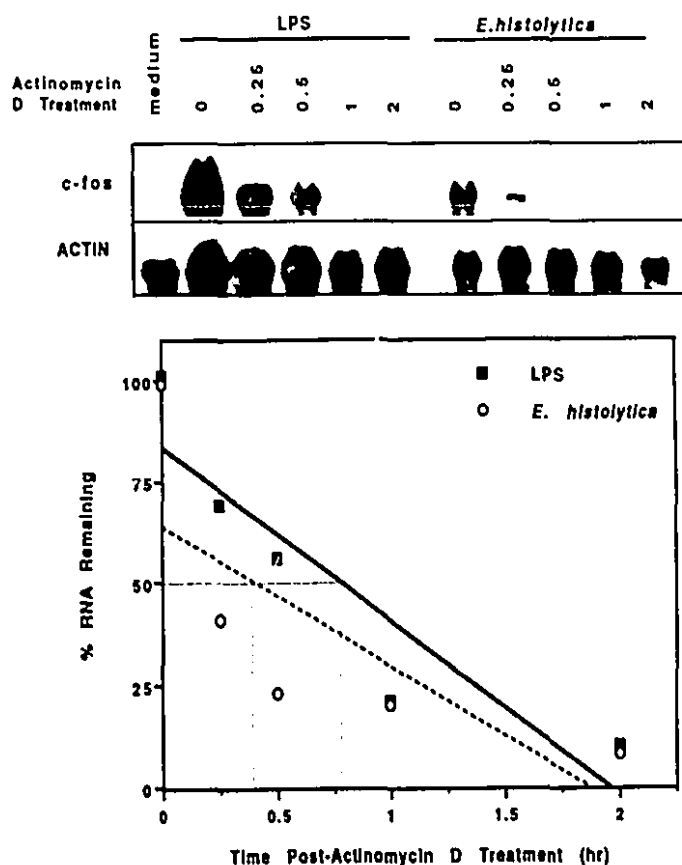 LPS E.histolytica
Actinomycin
D Treatment
medium 0 0.25 0.5 1 2 0 0.25 0.5 1 2
c-fos
ACTIN
LPS
E. histolytica
100
75
50
25
0
% RNA Remaining
0 0.5 1 1.5 2
Time Post-Actinomycin D Treatment (hr)